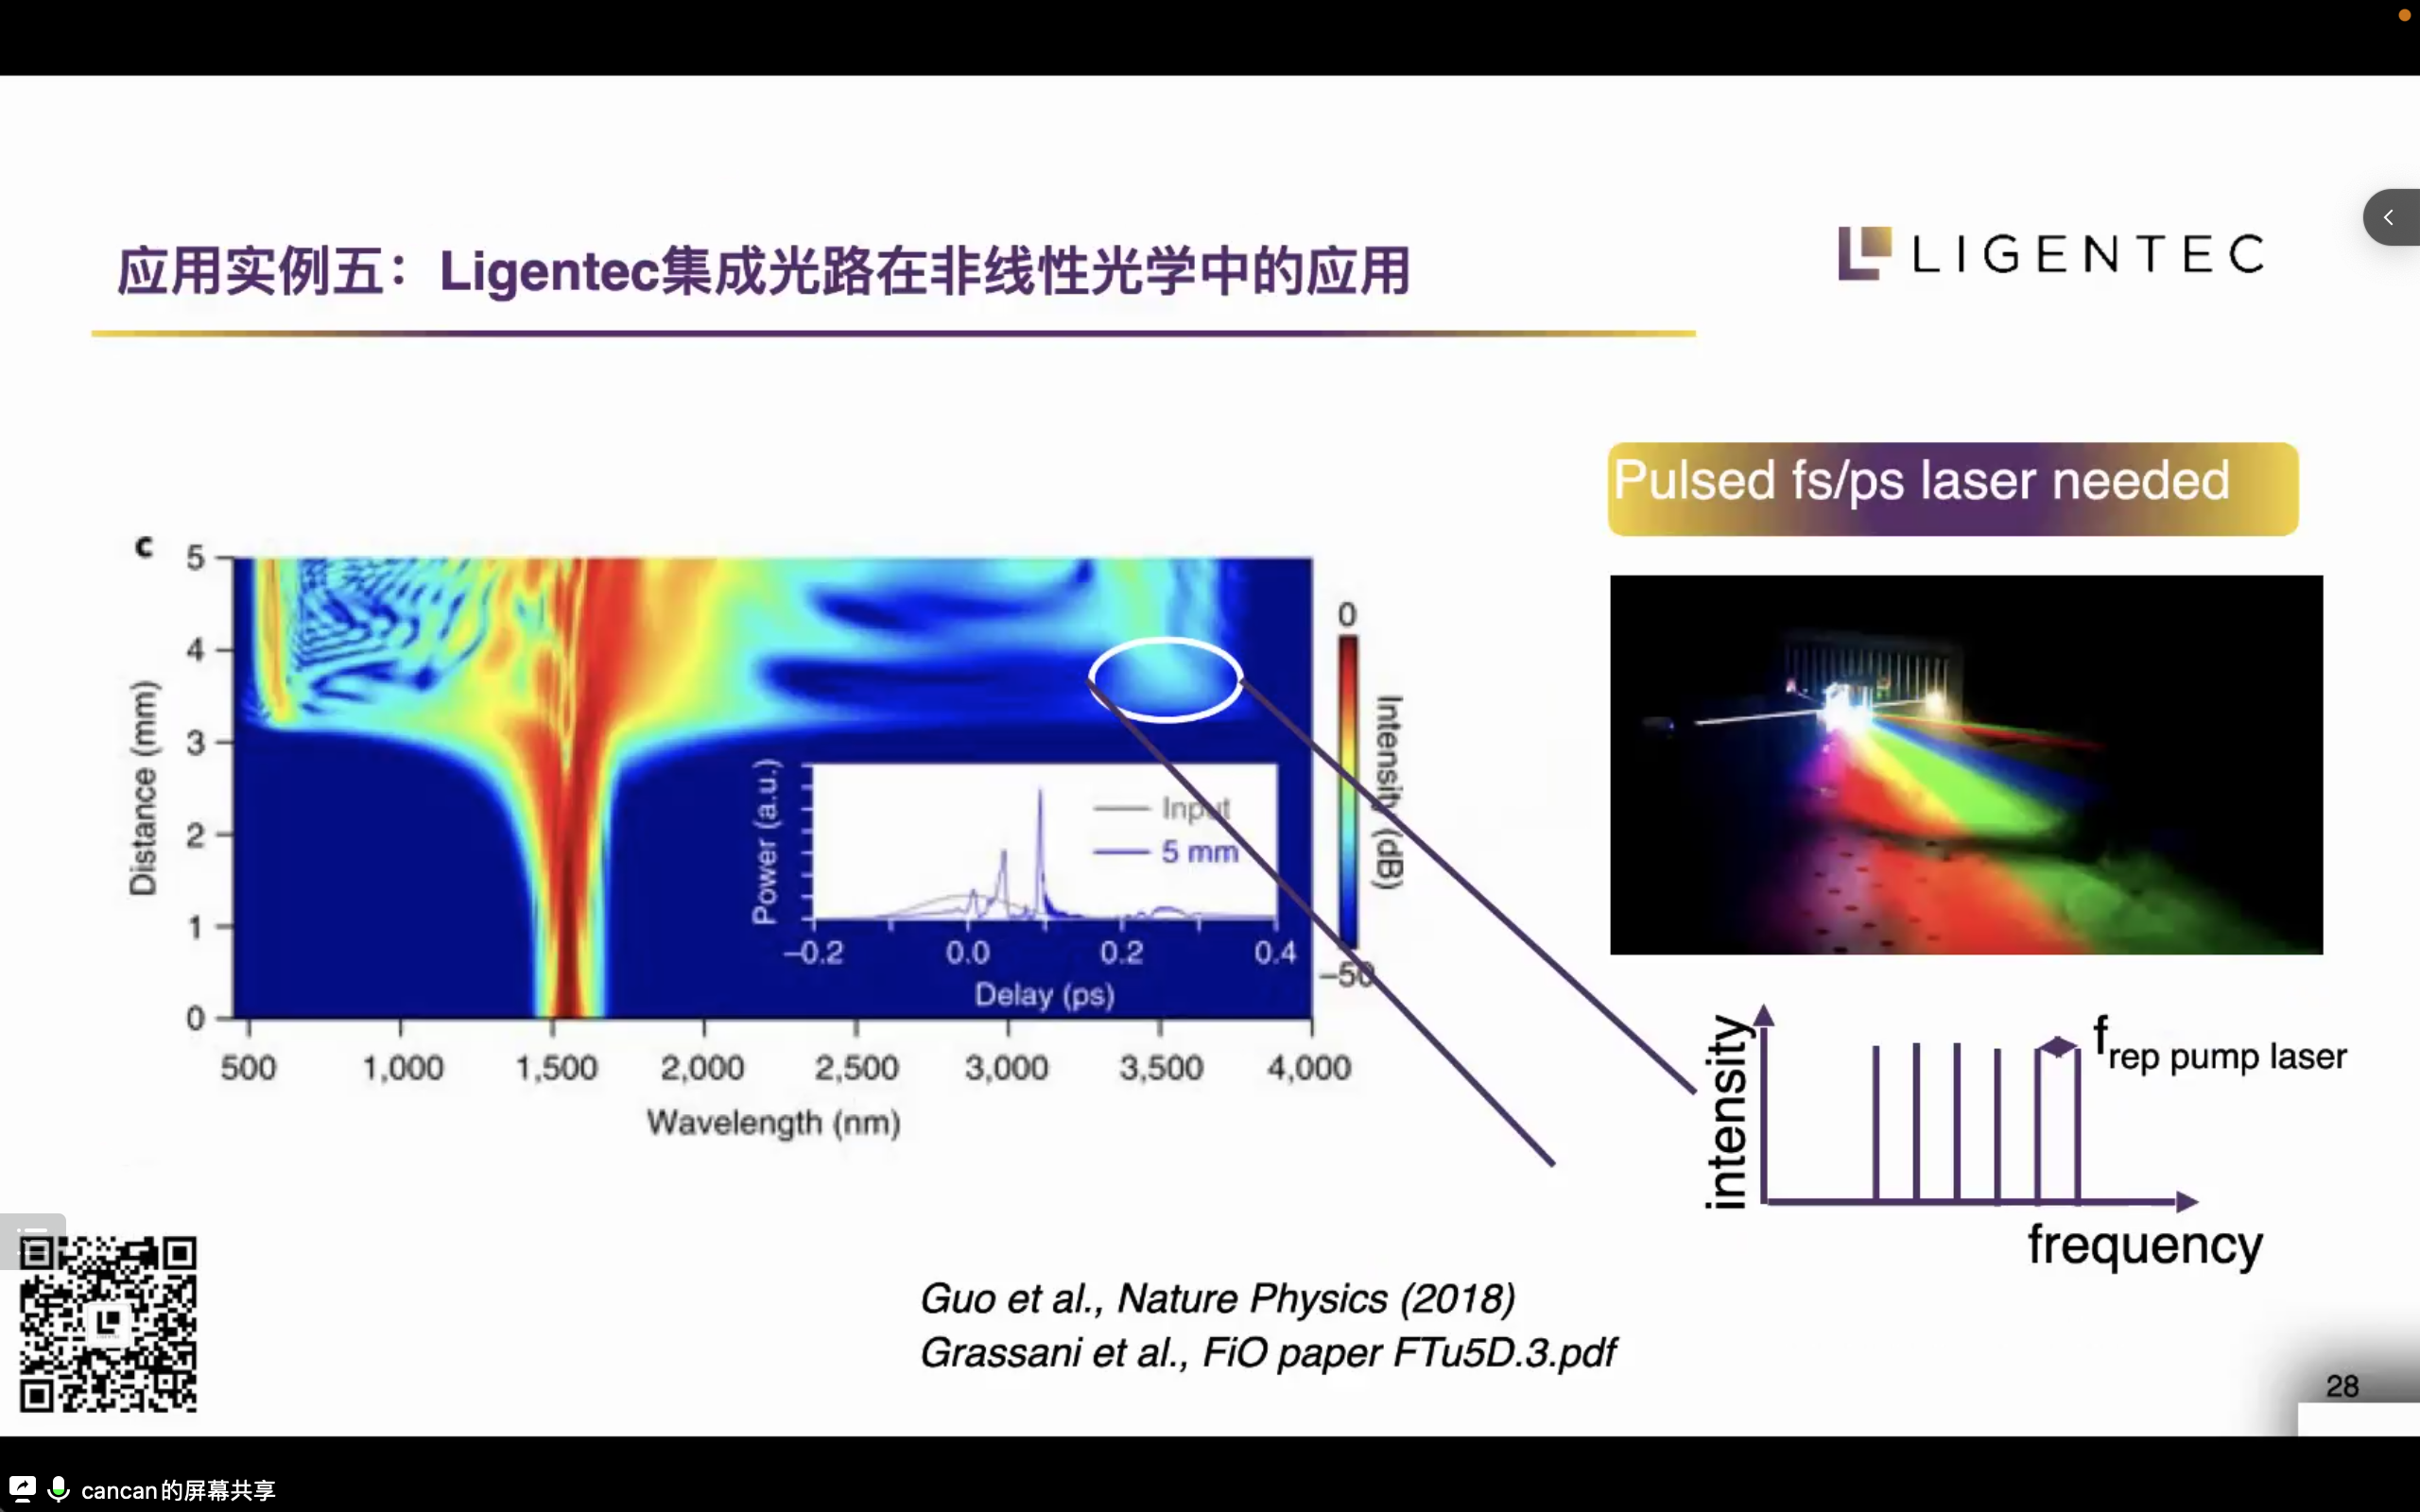 应用实例五：Ligentec集成光路在非线性光学中的应用
LIGENTEC
Pulsed fs/ps laser needed
c
5
4
3
2
1
0
Distance (mm)
500 1,000 1,500 2,000 2,500 3,000 3,500 4,000
Wavelength (nm)
Power (a.u.)
Input
5 mm
−0.2 0.0 0.2 0.4
Delay (ps)
0
−50
Intensity (dB)
intensity
f rep pump laser
frequency
Guo et al., Nature Physics (2018)
Grassani et al., FiO paper FTu5D.3.pdf
28
cancan的屏幕共享